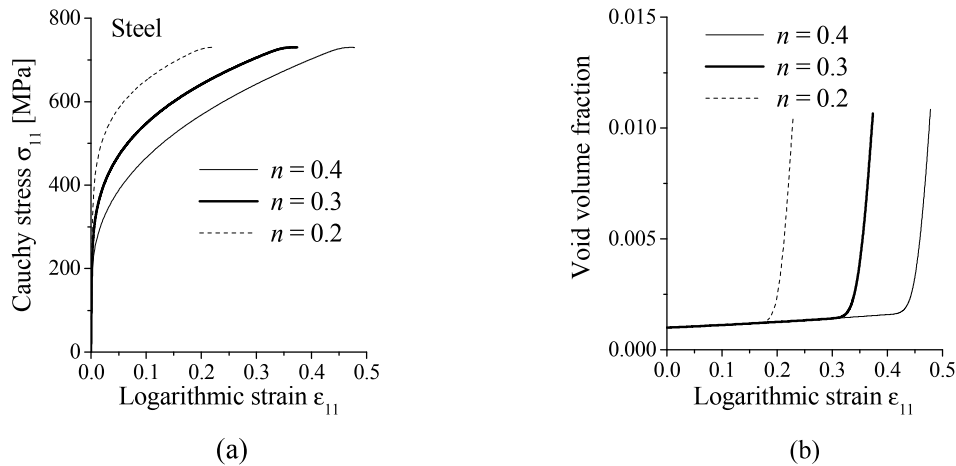 Steel
Cauchy stress σ₁₁ [MPa]
800
600
400
200
0
n = 0.4
n = 0.3
n = 0.2
0.0 0.1 0.2 0.3 0.4 0.5
Logarithmic strain ε₁₁
(a)
Void volume fraction
0.015
0.010
0.005
0.000
n = 0.4
n = 0.3
n = 0.2
0.0 0.1 0.2 0.3 0.4 0.5
Logarithmic strain ε₁₁
(b)